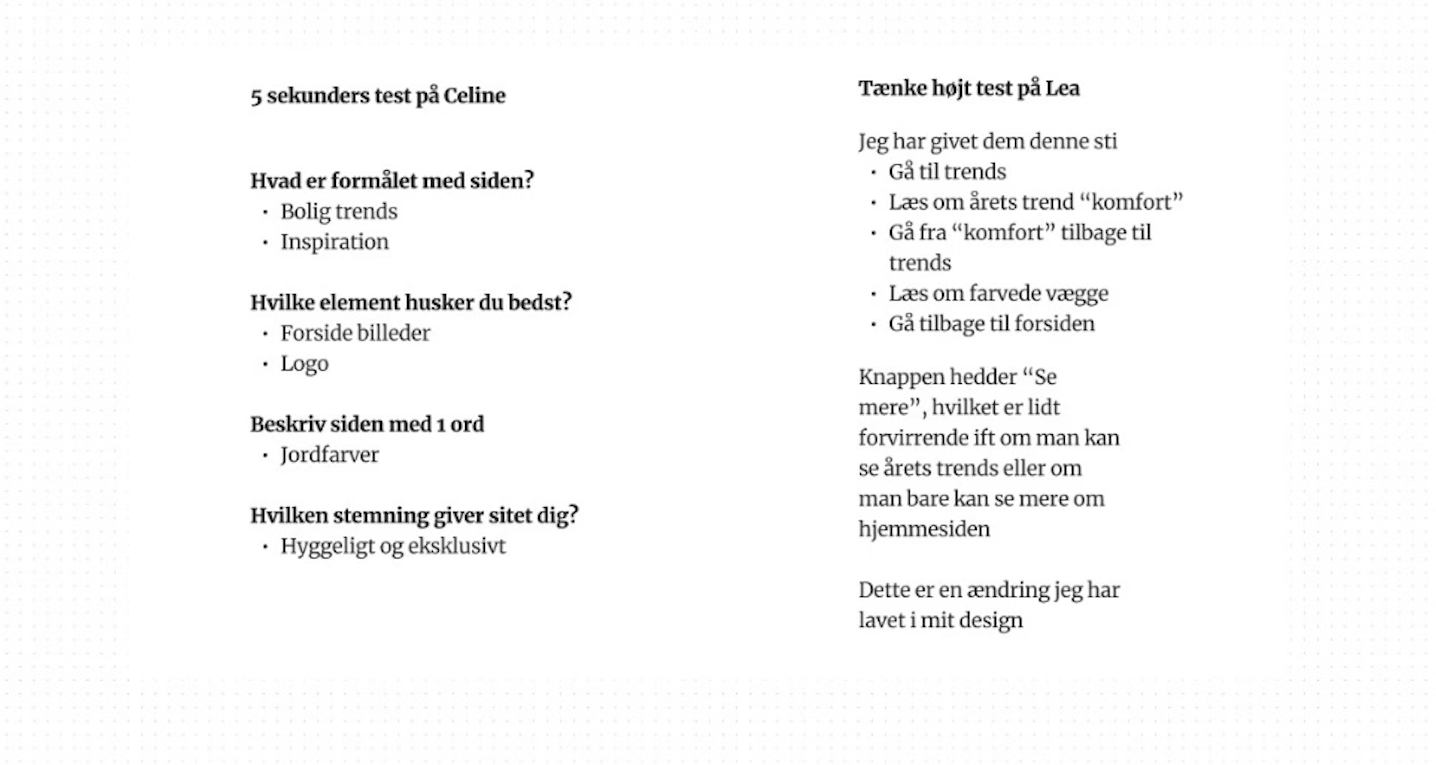 5 sekunders test på Celine
Hvad er formålet med siden?
• Bolig trends
• Inspiration
Hvilke element husker du bedst?
• Forside billeder
• Logo
Beskriv siden med 1 ord
• Jordfarver
Hvilken stemning giver sitet dig?
• Hyggeligt og eksklusivt
Tænke højt test på Lea
Jeg har givet dem denne sti
• Gå til trends
• Læs om årets trend “komfort”
• Gå fra “komfort” tilbage til
trends
• Læs om farvede vægge
• Gå tilbage til forsiden
Knappen hedder “Se
mere”, hvilket er lidt
forvirrende ift om man kan
se årets trends eller om
man bare kan se mere om
hjemmesiden
Dette er en ændring jeg har
lavet i mit design